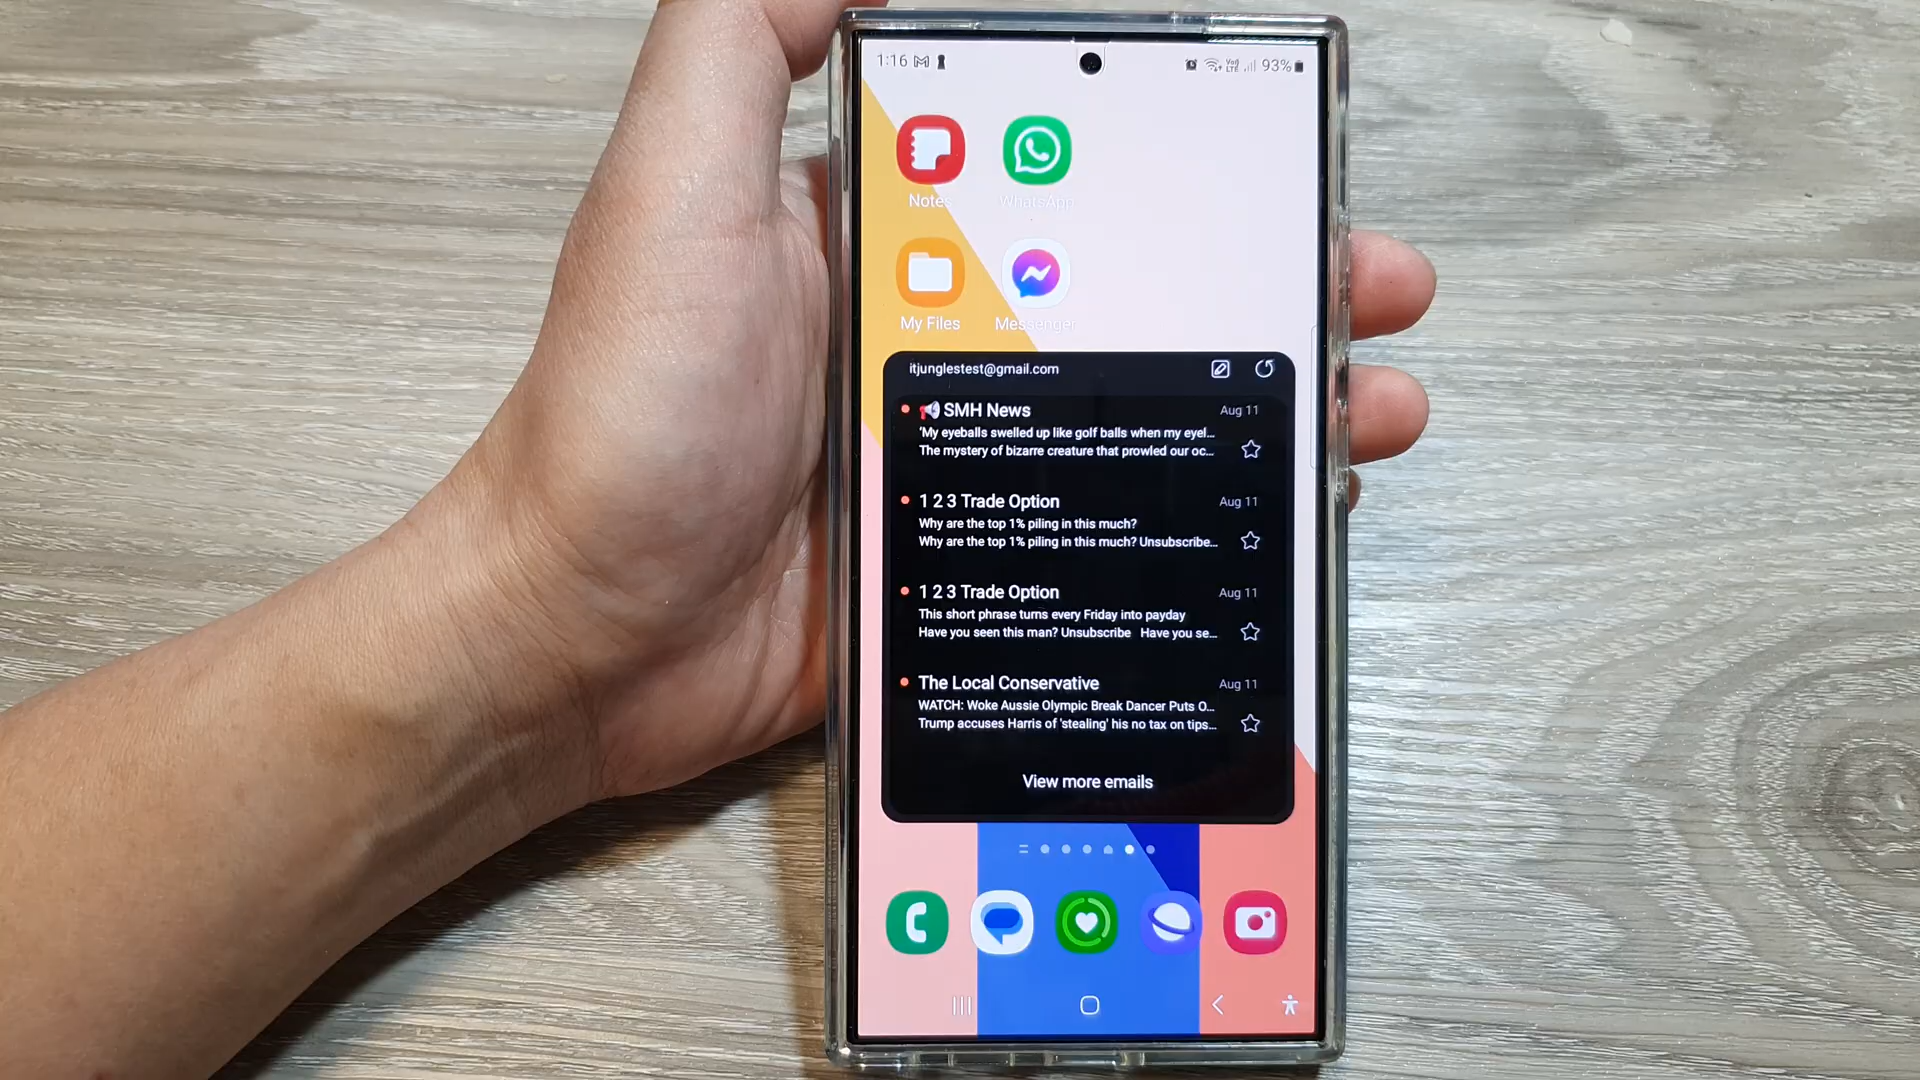 1:16
Vo))
LTE
93%
Notes
WhatsApp
My Files
Messenger
itjunglestest@gmail.com
SMH News
Aug 11
'My eyeballs swelled up like golf balls when my eyel...
The mystery of bizarre creature that prowled our oc...
1 2 3 Trade Option
Aug 11
Why are the top 1% piling in this much?
Why are the top 1% piling in this much? Unsubscribe...
1 2 3 Trade Option
Aug 11
This short phrase turns every Friday into payday
Have you seen this man? Unsubscribe Have you se...
The Local Conservative
Aug 11
WATCH: Woke Aussie Olympic Break Dancer Puts O...
Trump accuses Harris of 'stealing' his no tax on tips...
View more emails